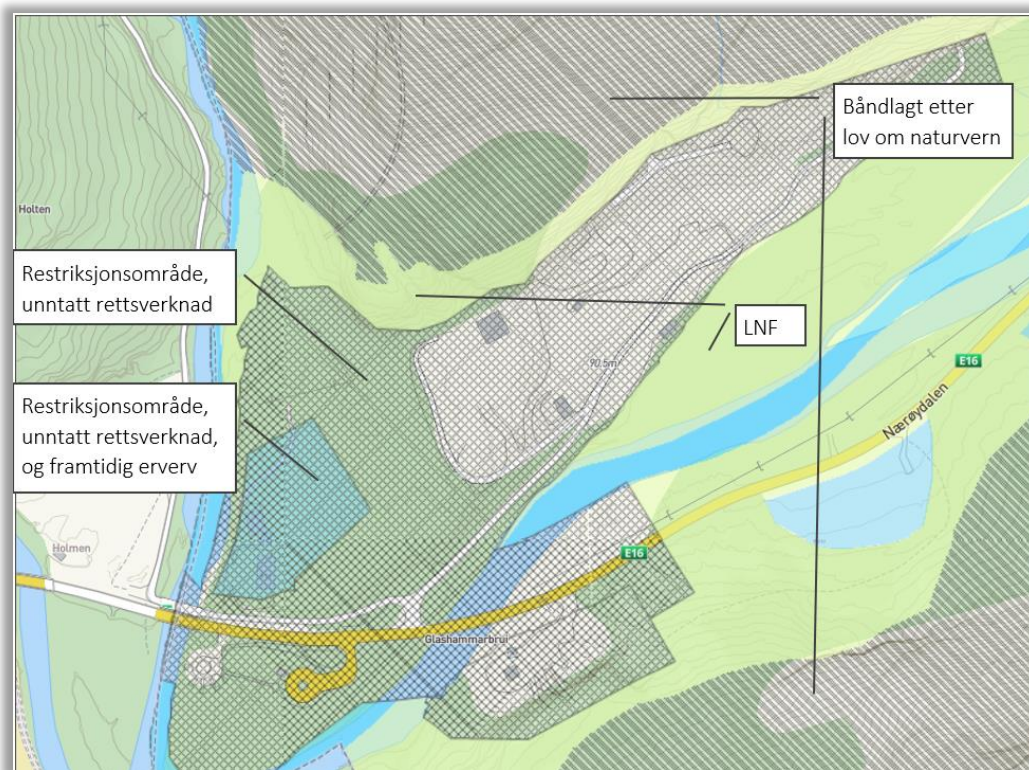 Båndlagt etter
lov om naturvern
Holten
Restriksjonsområde,
unntatt rettsverknad
LNF
90.5m
E16
Restriksjonsområde,
unntatt rettsverknad,
og framtidig erverv
Nærøydalen
Holmen
E16
Glashammarbrui